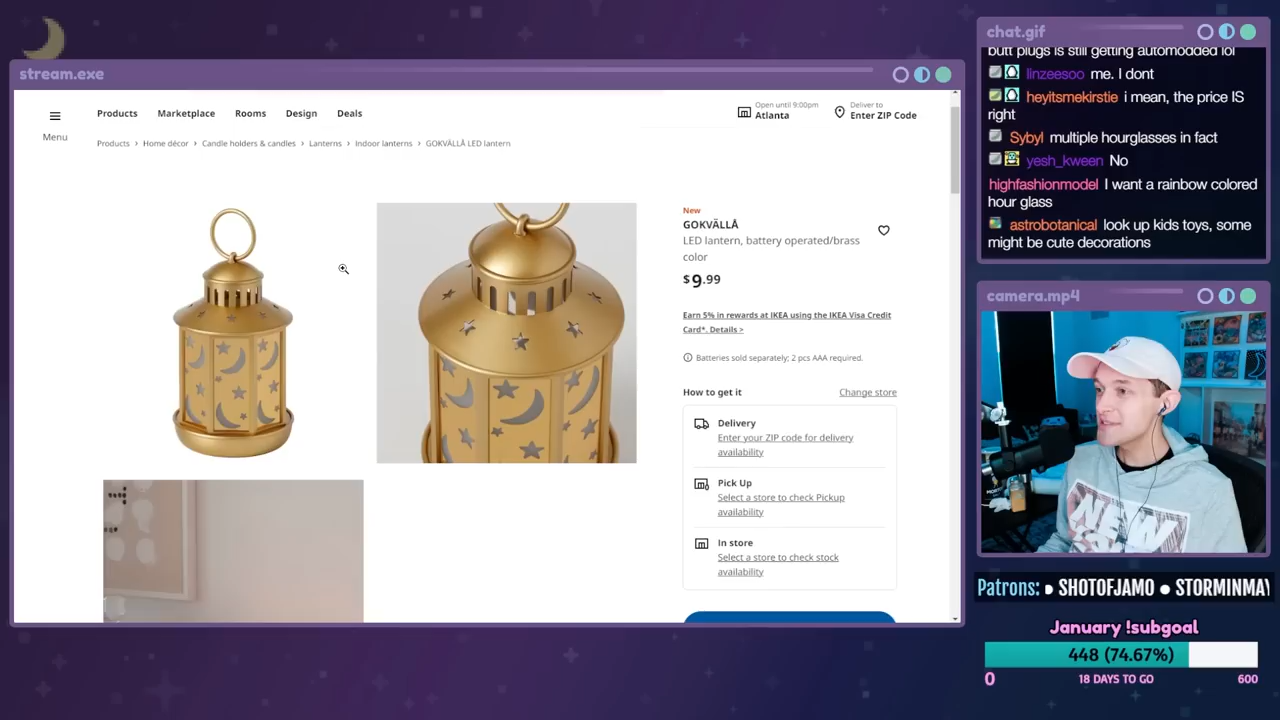 stream.exe
Menu
Products
Marketplace
Rooms
Design
Deals
Open until 9:00pm
Atlanta
Deliver to
Enter ZIP Code
Products › Home décor › Candle holders & candles › Lanterns › Indoor lanterns › GOKVÄLLÅ LED lantern
New
GOKVÄLLÅ
LED lantern, battery operated/brass
color
$9.99
Earn 5% in rewards at IKEA using the IKEA Visa Credit
Card*. Details >
Batteries sold separately; 2 pcs AAA required.
How to get it
Change store
Delivery
Enter your ZIP code for delivery
availability
Pick Up
Select a store to check Pickup
availability
In store
Select a store to check stock
availability
chat.gif
butt plugs is still getting automodded lol
linzeesoo me. I dont
heyitsmekirstie i mean, the price IS
right
Sybyl multiple hourglasses in fact
yesh_kween No
highfashionmodel I want a rainbow colored
hour glass
astrobotanical look up kids toys, some
might be cute decorations
camera.mp4
Patrons: • SHOTOFJAMO • STORMINMA
January !subgoal
448 (74.67%)
0
18 DAYS TO GO
600